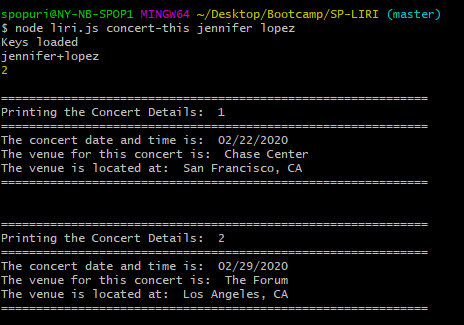 spopuri@NY-NB-SPOP1 MINGW64 ~/Desktop/Bootcamp/SP-LIRI (master)
$ node liri.js concert-this jennifer lopez
Keys loaded
jennifer+lopez
2
=============================================================
Printing the Concert Details:  1
=============================================================
The concert date and time is:  02/22/2020
The venue for this concert is:  Chase Center
The venue is located at:  San Francisco, CA
=============================================================
=============================================================
Printing the Concert Details:  2
=============================================================
The concert date and time is:  02/29/2020
The venue for this concert is:  The Forum
The venue is located at:  Los Angeles, CA
=============================================================